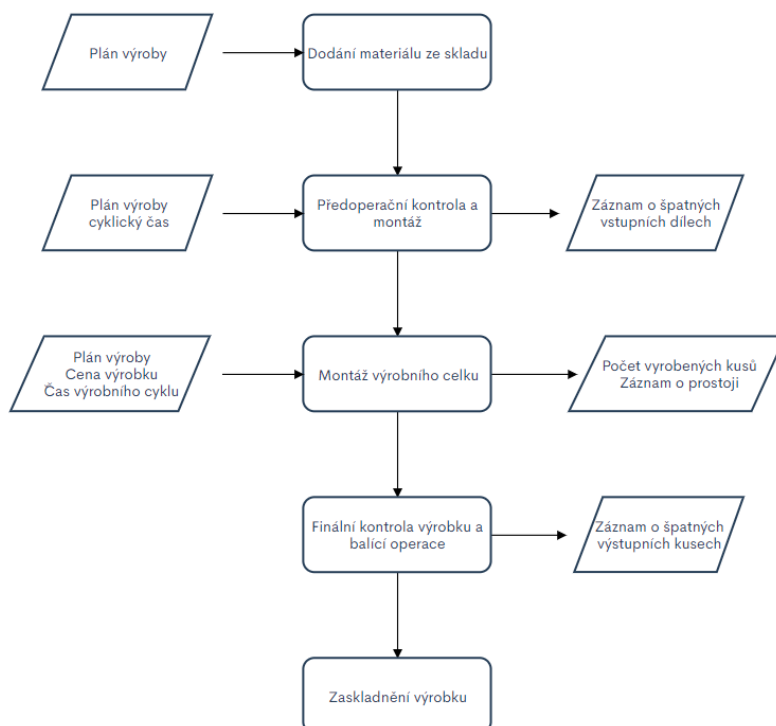 Plán výroby
Dodání materiálu ze skladu
Plán výroby
cyklický čas
Předoperační kontrola a
montáž
Záznam o špatných
vstupních dílech
Plán výroby
Cena výrobku
Čas výrobního cyklu
Montáž výrobního celku
Počet vyrobených kusů
Záznam o prostoji
Finální kontrola výrobku a
balící operace
Záznam o špatných
výstupních kusech
Zaskladnění výrobku